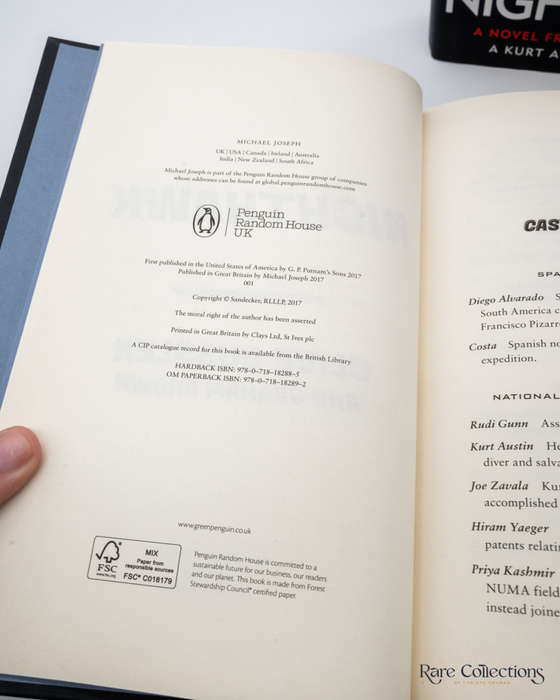 NIGH
A NOVEL FR
A KURT A
MICHAEL JOSEPH
UK | USA | Canada | Ireland | Australia
India | New Zealand | South Africa
Michael Joseph is part of the Penguin Random House group of companies
whose addresses can be found at global.penguinrandomhouse.com
Penguin
Random House
UK
First published in the United States of America by G. P. Putnam's Sons 2017
Published in Great Britain by Michael Joseph 2017
001
Copyright © Sandecker, RLLLP, 2017
The moral right of the author has been asserted
Printed in Great Britain by Clays Ltd, St Ives plc
A CIP catalogue record for this book is available from the British Library
HARDBACK ISBN: 978-0-718-18288-5
OM PAPERBACK ISBN: 978-0-718-18289-2
www.greenpenguin.co.uk
FSC
www.fsc.org
MIX
Paper from
responsible sources
FSC® C018179
Penguin Random House is committed to a
sustainable future for our business, our readers
and our planet. This book is made from Forest
Stewardship Council® certified paper.
CAS
SPA
Diego Alvarado S
South America c
Francisco Pizarr
Costa Spanish no
expedition.
NATIONAL
Rudi Gunn Ass
Kurt Austin He
diver and salva
Joe Zavala Ku
accomplished
Hiram Yaeger
patents relatin
Priya Kashmir
NUMA field
instead joine
Rare Collections